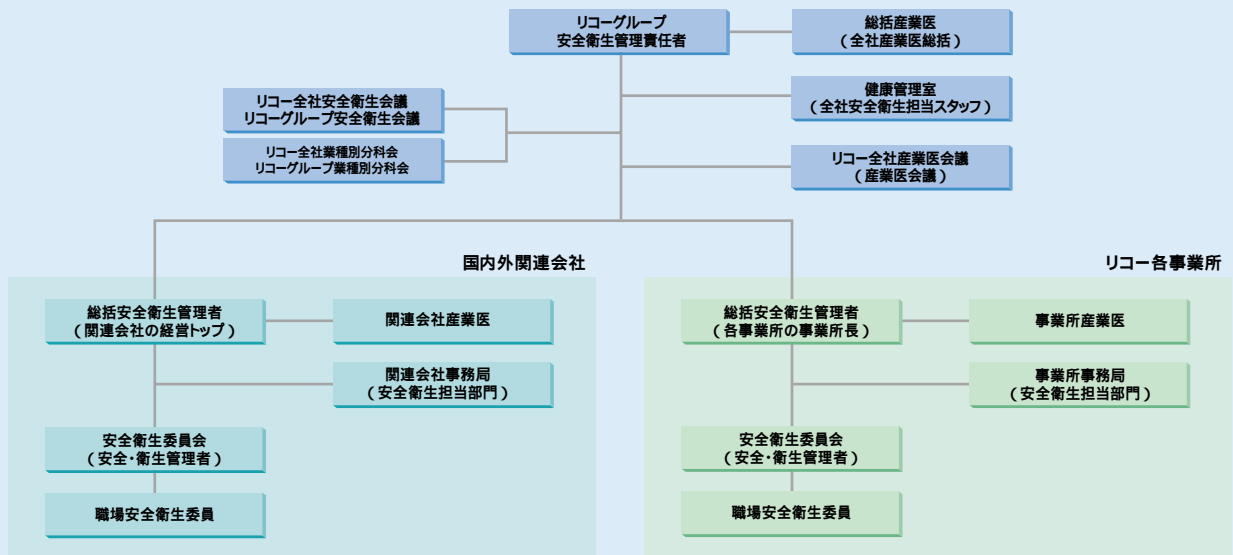 リコーグループ
安全衛生管理責任者
総括産業医
（全社産業医総括）
健康管理室
（全社安全衛生担当スタッフ）
リコー全社安全衛生会議
リコーグループ安全衛生会議
リコー全社業種別分科会
リコーグループ業種別分科会
リコー全社産業医会議
（産業医会議）
国内外関連会社
総括安全衛生管理者
（関連会社の経営トップ）
関連会社産業医
関連会社事務局
（安全衛生担当部門）
安全衛生委員会
（安全・衛生管理者）
職場安全衛生委員
リコー各事業所
総括安全衛生管理者
（各事業所の事業所長）
事業所産業医
事業所事務局
（安全衛生担当部門）
安全衛生委員会
（安全・衛生管理者）
職場安全衛生委員